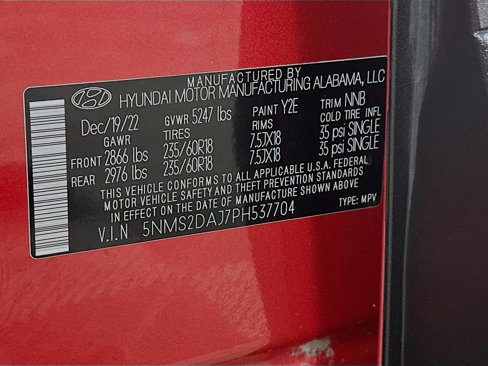 MANUFACTURED BY
HYUNDAI MOTOR MANUFACTURING ALABAMA, LLC
Dec/19/22 GVWR 5247 lbs PAINT Y2E TRIM NNB
GAWR TIRES RIMS COLD TIRE INFL
FRONT 2866 lbs 235/60R18 7.5JX18 35 psi SINGLE
REAR 2976 lbs 235/60R18 7.5JX18 35 psi SINGLE
THIS VEHICLE CONFORMS TO ALL APPLICABLE U.S.A. FEDERAL
MOTOR VEHICLE SAFETY AND THEFT PREVENTION STANDARDS
IN EFFECT ON THE DATE OF MANUFACTURE SHOWN ABOVE.
V.I.N 5NMS2DAJ7PH537704 TYPE: MPV